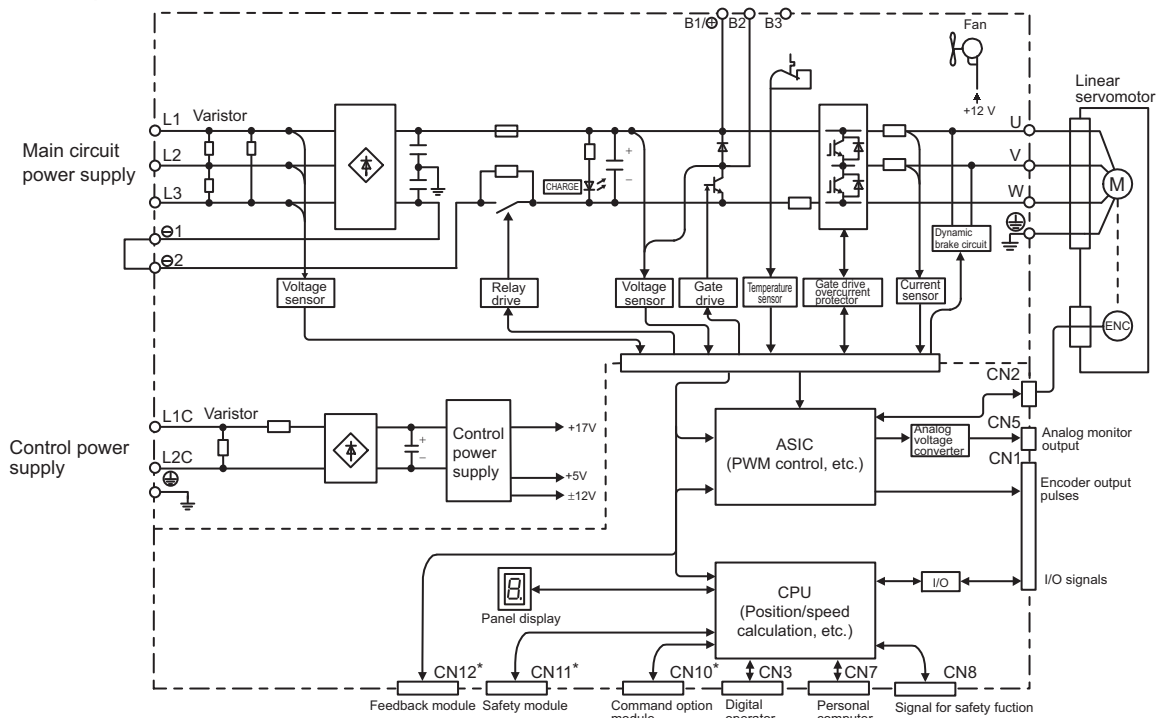 B1/⊕ B2 B3
Fan
+12 V
Linear
servomotor
Main circuit
power supply
L1
Varistor
L2
L3
⊖1
⊖2
+
–
CHARGE
U
V
W
M
Dynamic
brake circuit
Voltage
sensor
Relay
drive
Voltage
sensor
Gate
drive
Temperature
sensor
Gate drive
overcurrent
protector
Current
sensor
ENC
Control power
supply
L1C
Varistor
L2C
+
–
Control
power
supply
+17V
+5V
±12V
ASIC
(PWM control, etc.)
Analog
voltage
converter
CN2
CN5
Analog monitor
output
CN1
Encoder output
pulses
Panel display
CPU
(Position/speed
calculation, etc.)
I/O
I/O signals
CN12*
CN11*
CN10*
CN3
CN7
CN8
Feedback module
Safety module
Command option
module
Digital
operator
Personal
computer
Signal for safety fuction